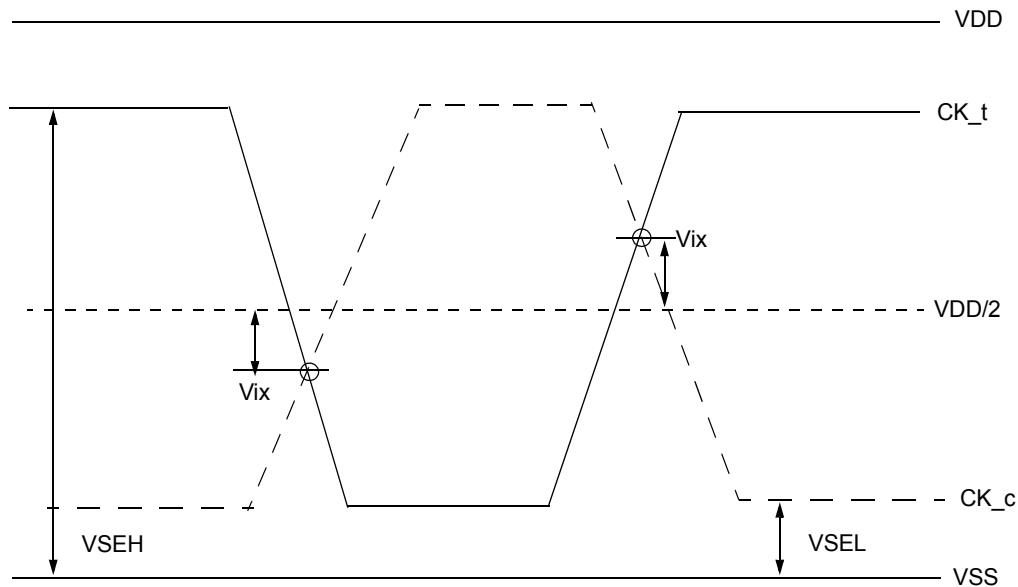 VDD
CK_t
Vix
VDD/2
Vix
CK_c
VSEH
VSEL
VSS